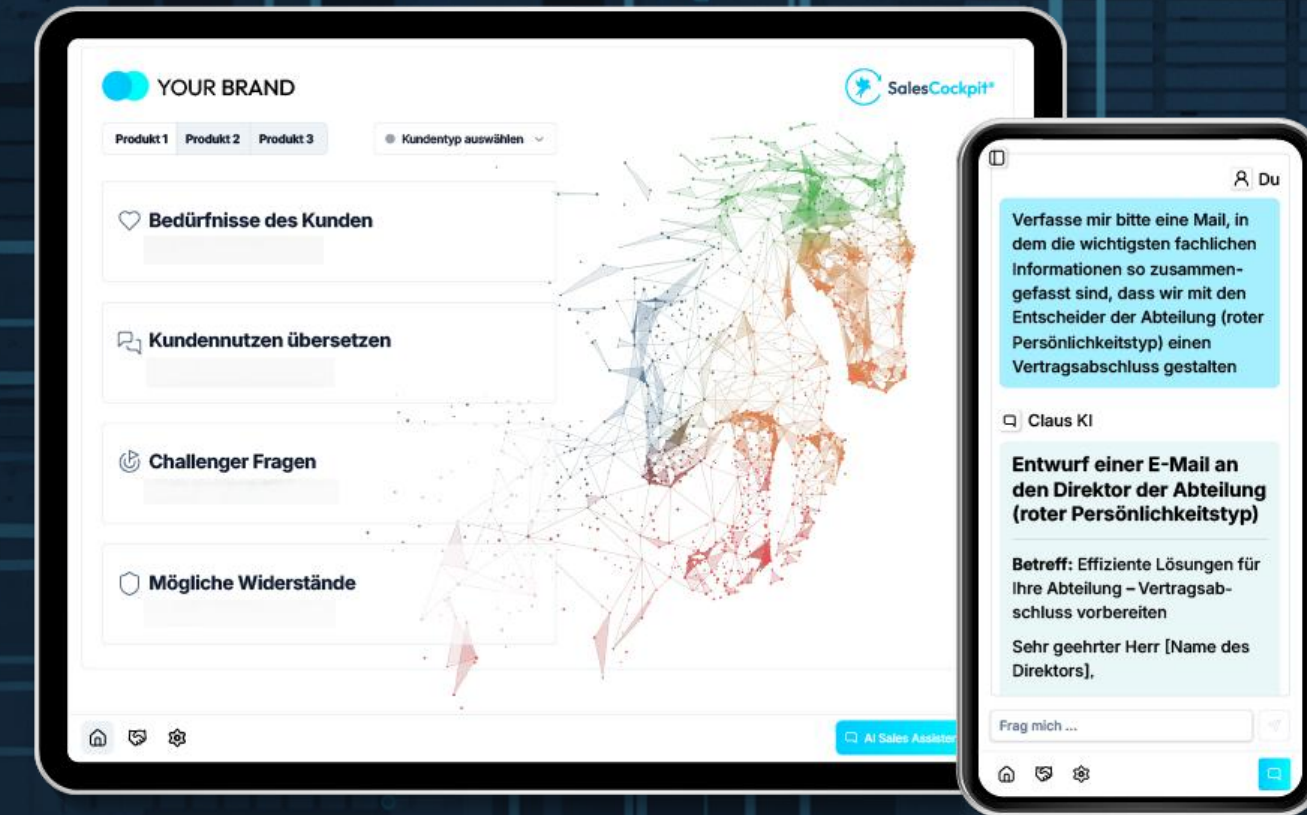 YOUR BRAND
SalesCockpit®
Produkt 1 Produkt 2 Produkt 3
Kundentyp auswählen
Bedürfnisse des Kunden
Kundennutzen übersetzen
Challenger Fragen
Mögliche Widerstände
AI Sales Assisten
Du
Verfasse mir bitte eine Mail, in
dem die wichtigsten fachlichen
Informationen so zusammen-
gefasst sind, dass wir mit den
Entscheider der Abteilung (roter
Persönlichkeitstyp) einen
Vertragsabschluss gestalten
Claus KI
Entwurf einer E-Mail an
den Direktor der Abteilung
(roter Persönlichkeitstyp)
Betreff: Effiziente Lösungen für
Ihre Abteilung – Vertragsab-
schluss vorbereiten
Sehr geehrter Herr [Name des
Direktors],
Frag mich ...